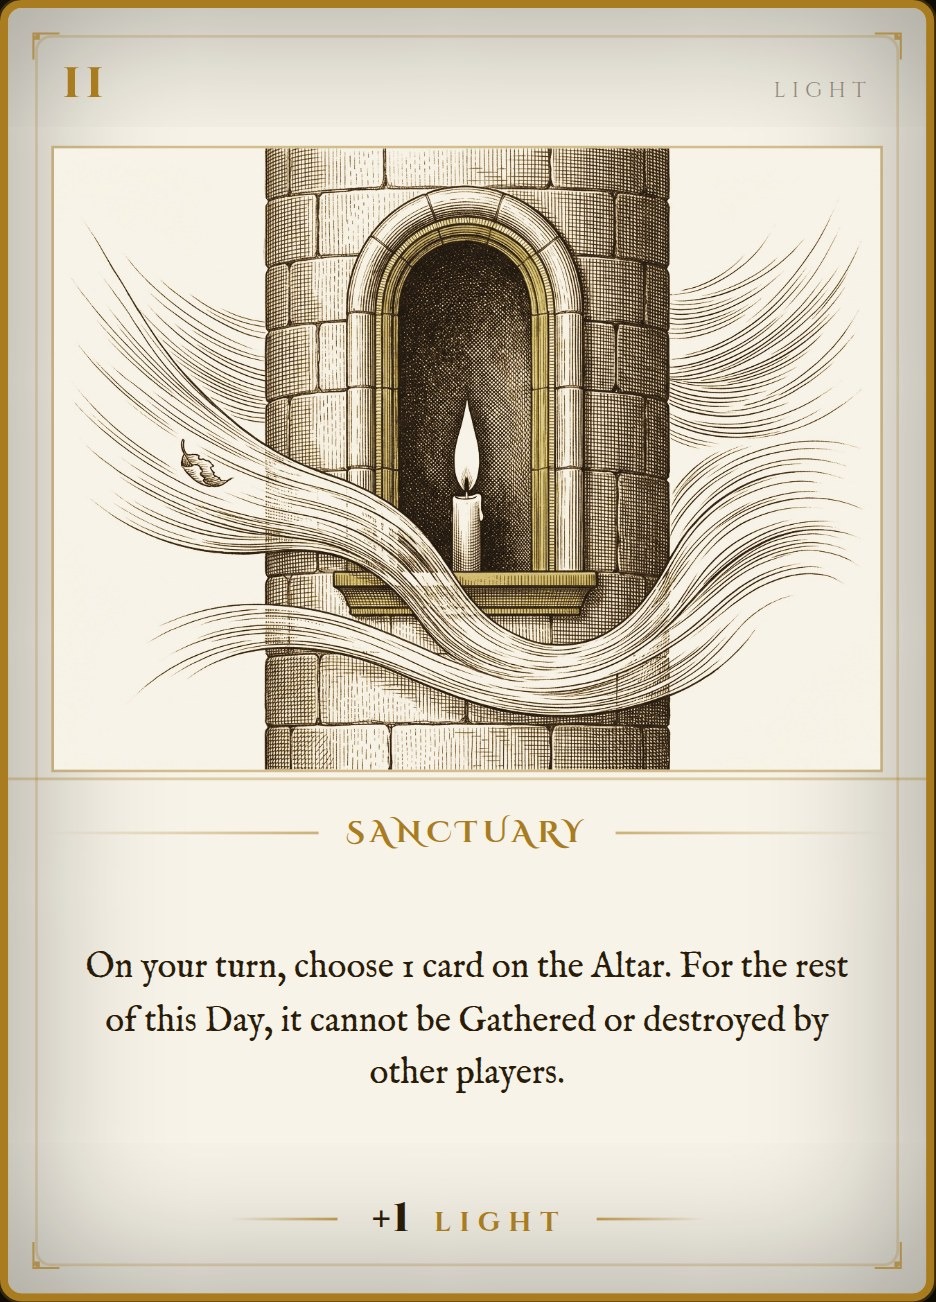 II
LIGHT
SANCTUARY
On your turn, choose 1 card on the Altar. For the rest
of this Day, it cannot be Gathered or destroyed by
other players.
+1 LIGHT